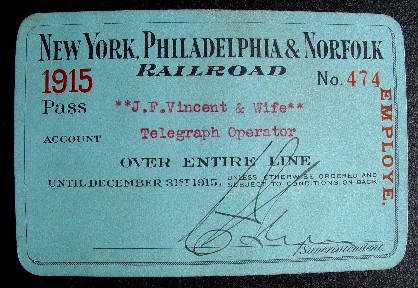 NEW YORK, PHILADELPHIA & NORFOLK
RAILROAD
1915 No. 474
Pass **J.F.Vincent & Wife**
ACCOUNT Telegraph Operator
OVER ENTIRE LINE
UNTIL DECEMBER 31ST 1915, UNLESS OTHERWISE ORDERED AND
SUBJECT TO CONDITIONS ON BACK
Superintendent.
EMPLOYE.